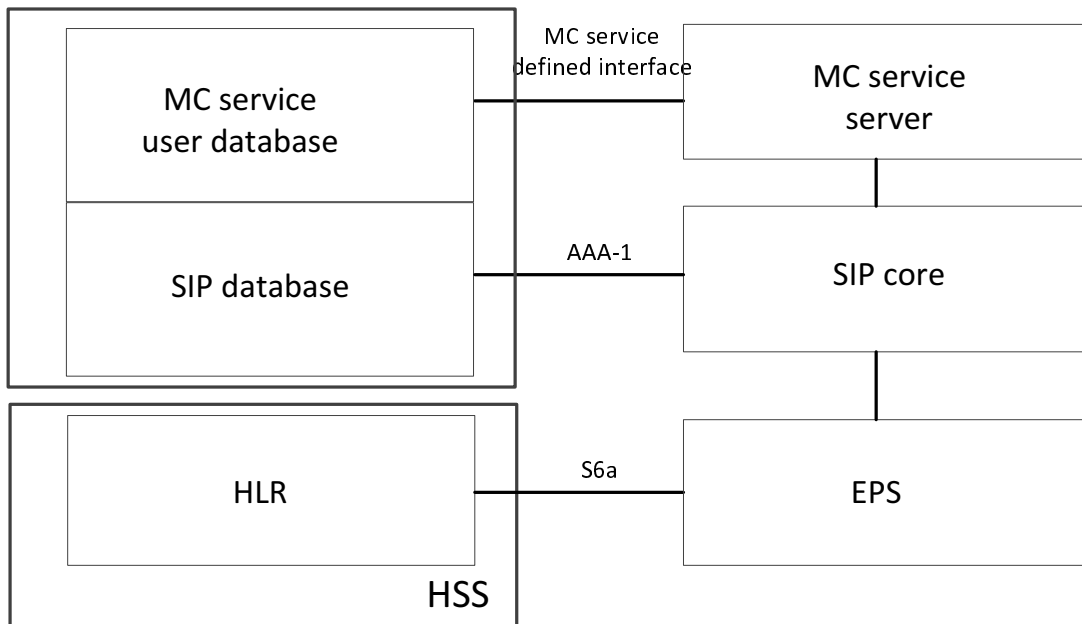 MC service
defined interface
MC service
user database
MC service
server
AAA-1
SIP database
SIP core
S6a
HLR
EPS
HSS